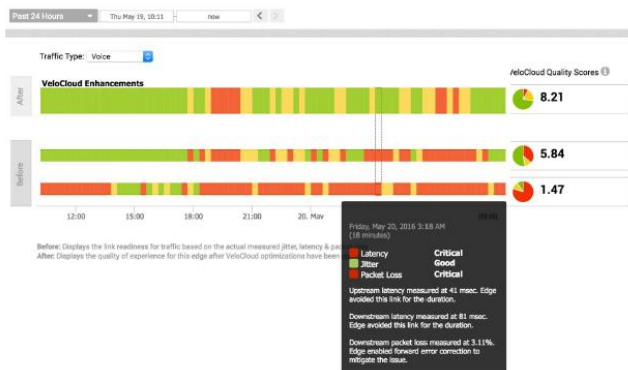 Past 24 Hours
Thu May 19, 10:11 - now
Traffic Type: Voice
VeloCloud Enhancements
VeloCloud Quality Scores
After
8.21
Before
5.84
1.47
12:00 15:00 18:00 21:00 20. May
Before: Displays the link readiness for traffic based on the actual measured jitter, latency &
After: Displays the quality of experience for this edge after VeloCloud optimizations have been
Friday, May 20, 2016 3:18 AM
(18 minutes)
Latency Critical
Jitter Good
Packet Loss Critical
Upstream latency measured at 41 msec. Edge
avoided this link for the duration.
Downstream latency measured at 81 msec.
Edge avoided this link for the duration.
Downstream packet loss measured at 3.11%.
Edge enabled forward error correction to
mitigate the issue.